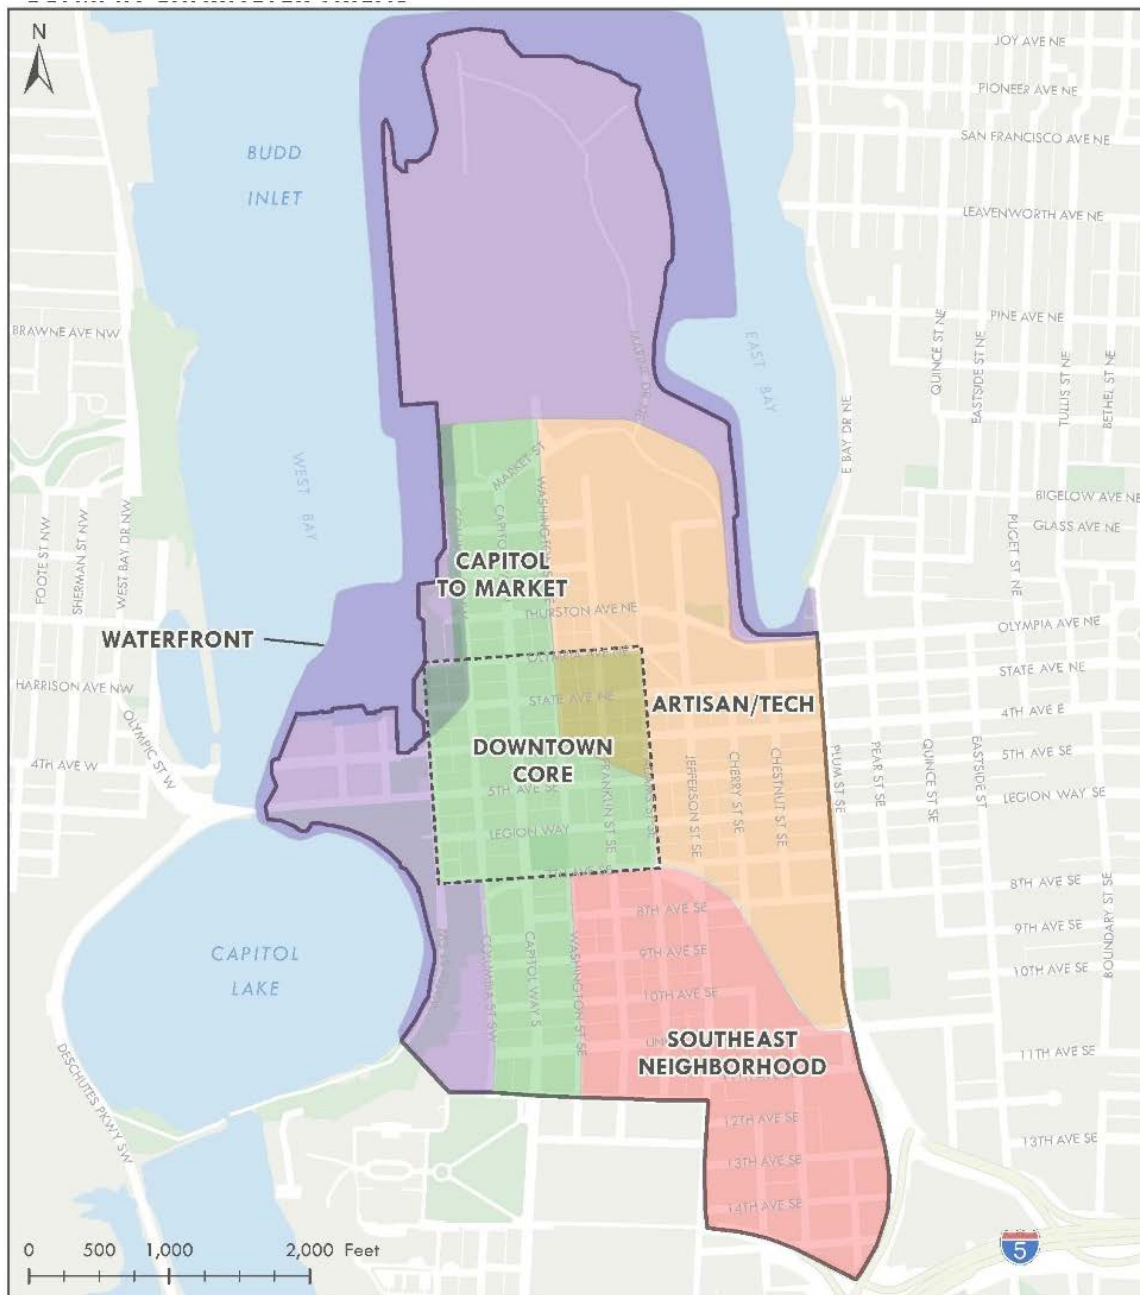 N
JOY AVE NE
PIONEER AVE NE
SAN FRANCISCO AVE NE
BUDD
INLET
LEAVENWORTH AVE NE
BRAWNE AVE NW
PINE AVE NE
QUINCE ST NE
EASTSIDE ST NE
TULLIS ST NE
BETHEL ST NE
EAST BAY
E BAY DR NE
WEST BAY
MARKET ST
BIGELOW AVE NE
GLASS AVE NE
PUGET ST NE
FOOTE ST NW
SHERMAN ST NW
WEST BAY DR NW
CAPITOL
TO MARKET
THURSTON AVE NE
OLYMPIA AVE NE
WATERFRONT
OLYMPIA AVE NE
STATE AVE NE
STATE AVE NE
HARRISON AVE NW
OLYMPIC ST W
ARTISAN/TECH
4TH AVE E
DOWNTOWN
CORE
5TH AVE SE
5TH AVE SE
4TH AVE W
LEGION WAY SE
LEGION WAY
FRANKLIN ST SE
JEFFERSON ST SE
CHERRY ST SE
CHESTNUT ST SE
PLUM ST SE
PEAR ST SE
QUINCE ST SE
EASTSIDE ST
8TH AVE SE
8TH AVE SE
9TH AVE SE
9TH AVE SE
10TH AVE SE
10TH AVE SE
BOUNDARY ST SE
CAPITOL
LAKE
COLUMBIA ST SW
CAPITOL WAY S
WASHINGTON ST SE
SOUTHEAST
NEIGHBORHOOD
11TH AVE SE
DESCHUTES PKWY SW
12TH AVE SE
13TH AVE SE
13TH AVE SE
14TH AVE SE
0 500 1,000 2,000 Feet
5